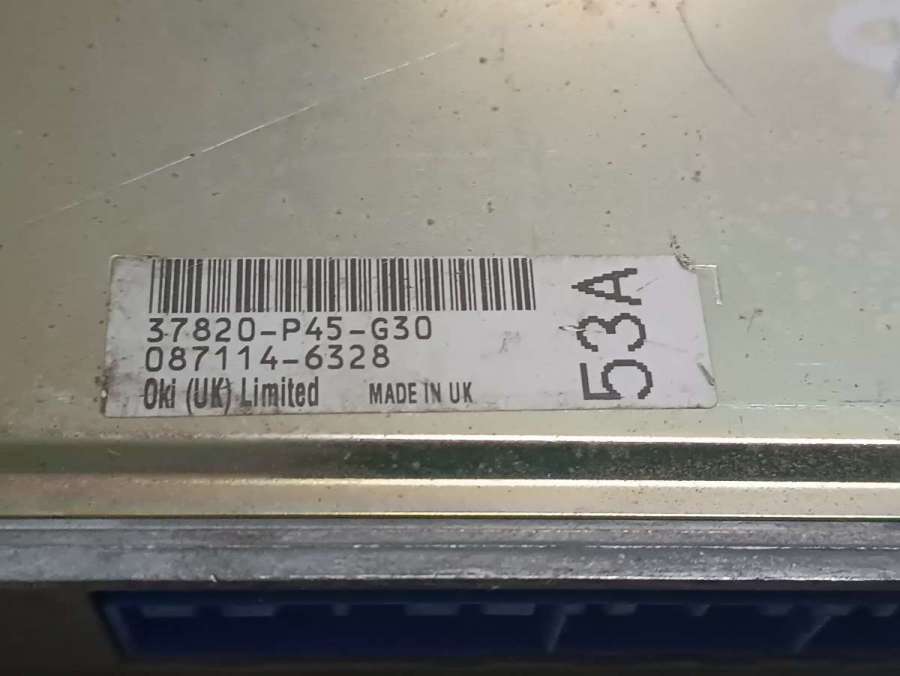 37820-P45-G30
087114-6328
Oki (UK) Limited MADE IN UK
53A